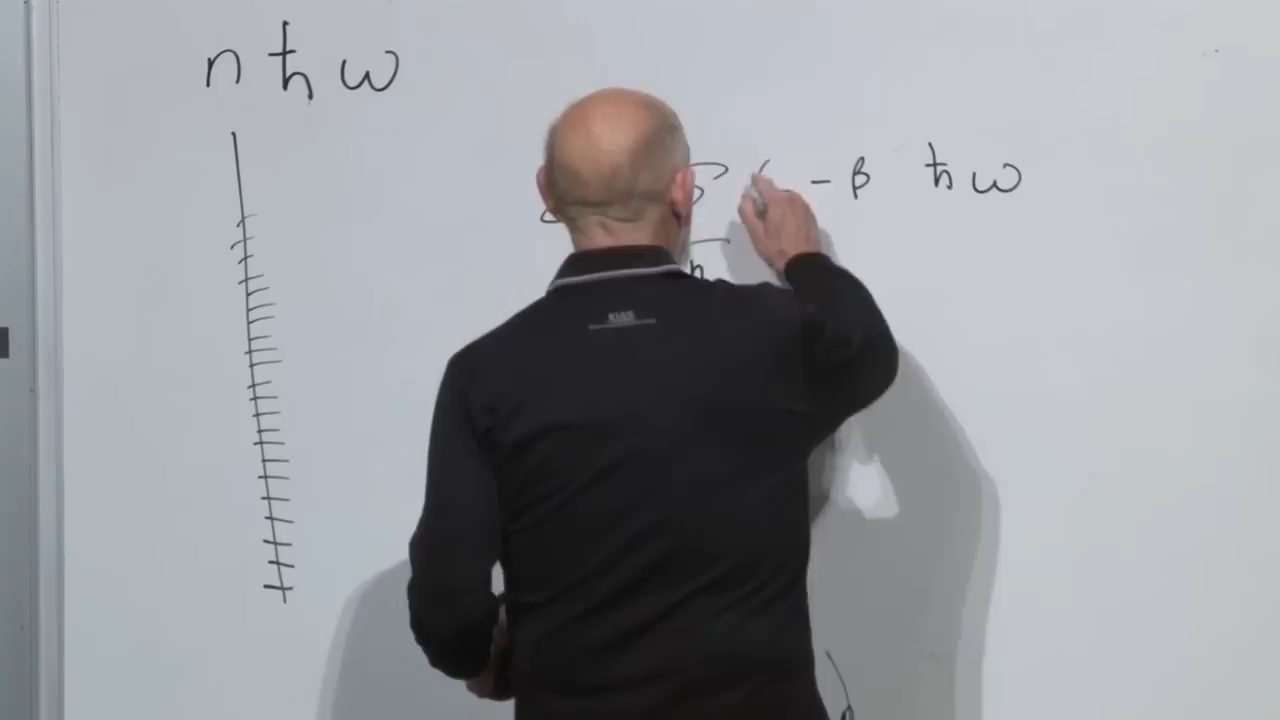 n ħ ω
- β ħ ω
n